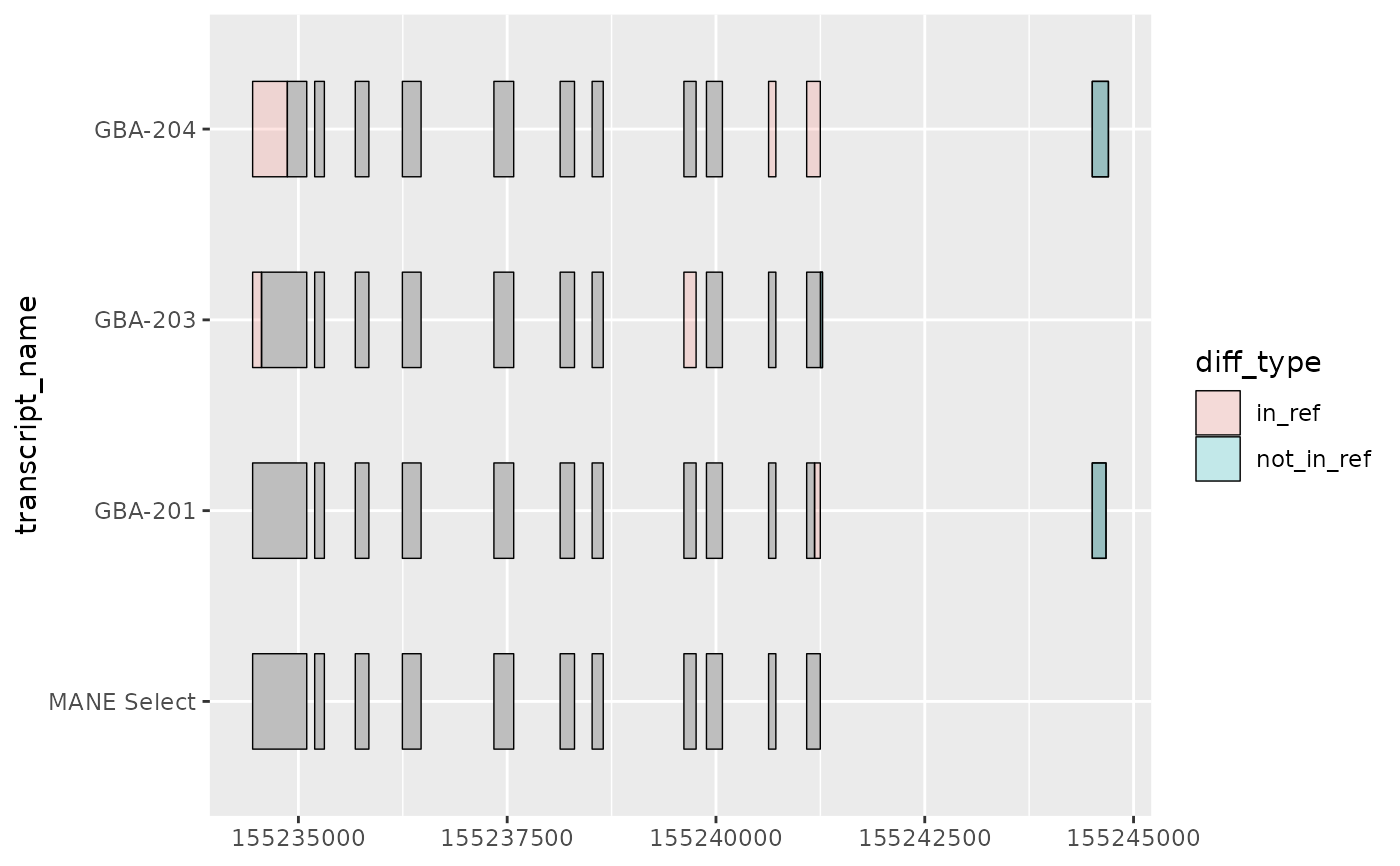 GBA-204
GBA-203
GBA-201
MANE Select
transcript_name
155235000
155237500
155240000
155242500
155245000
diff_type
in_ref
not_in_ref